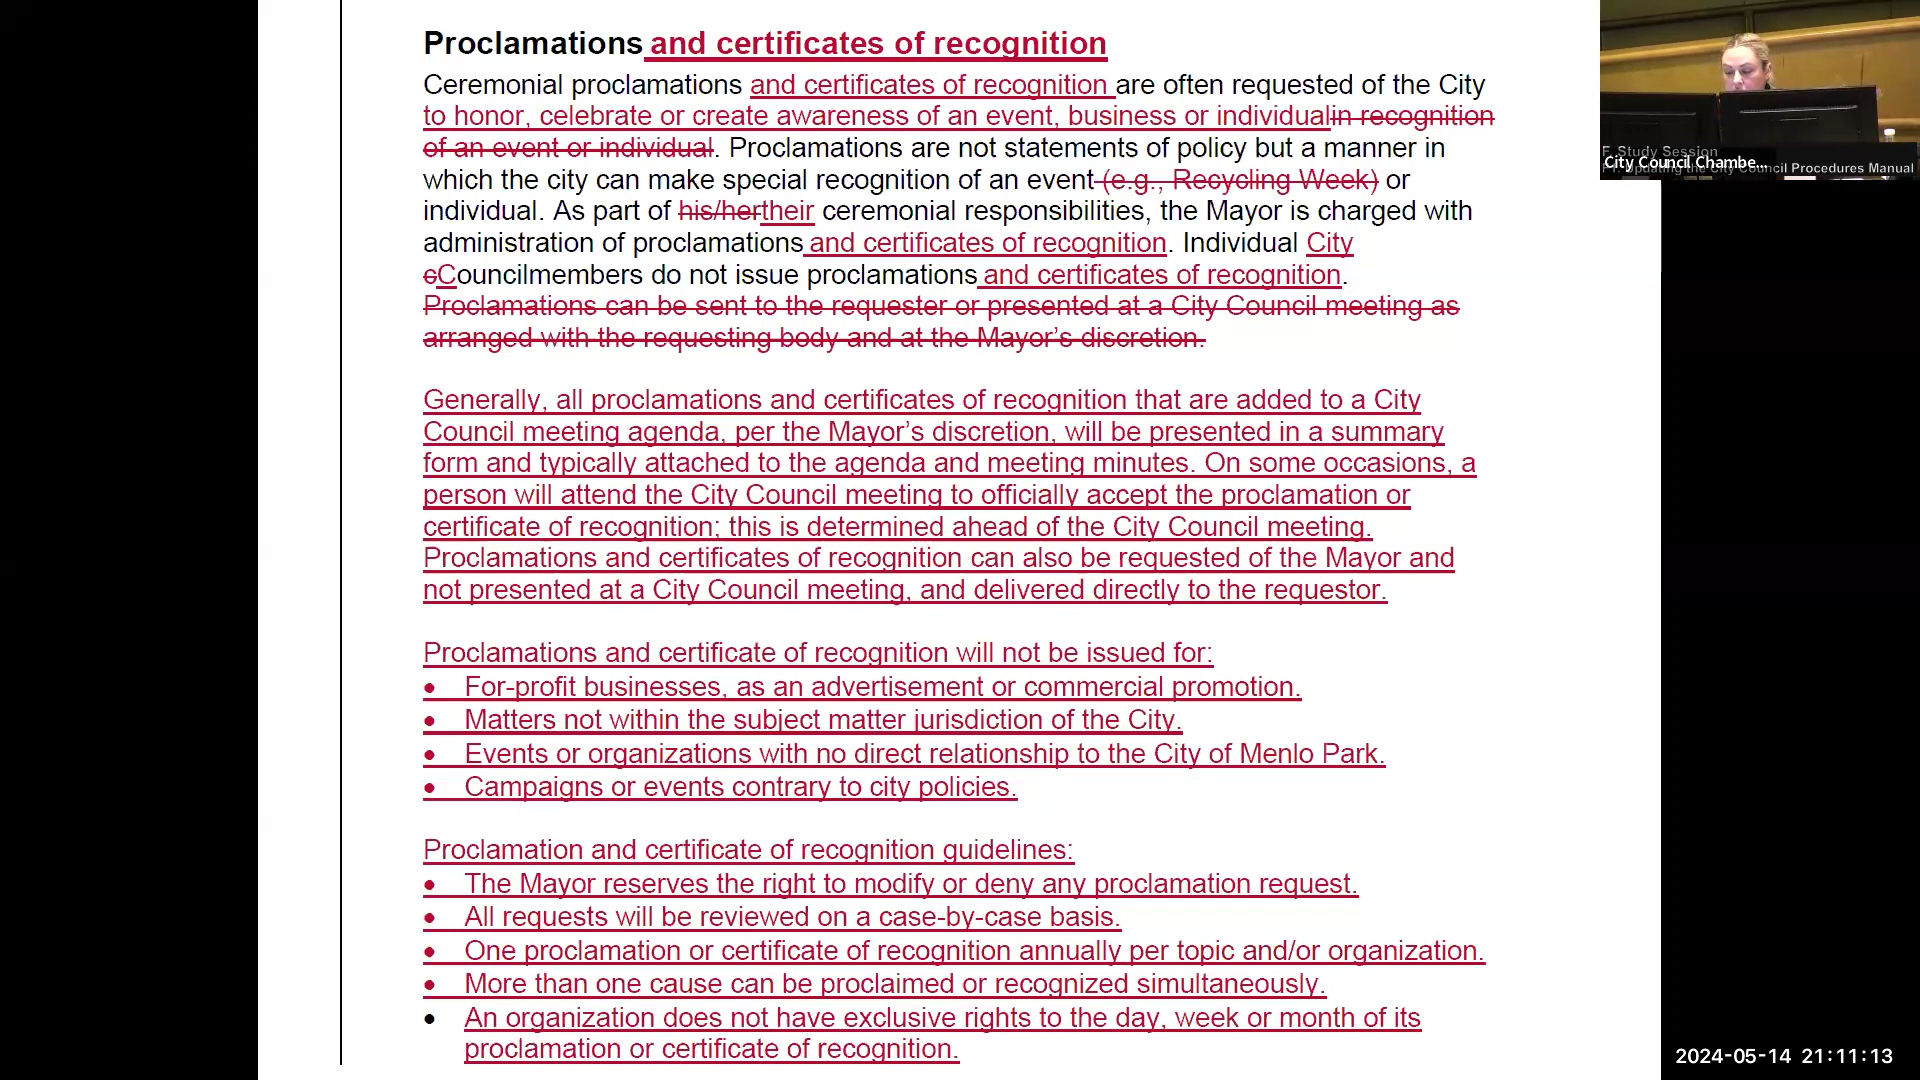 Proclamations and certificates of recognition
Ceremonial proclamations and certificates of recognition are often requested of the City
to honor, celebrate or create awareness of an event, business or individualin recognition
of an event or individual. Proclamations are not statements of policy but a manner in
which the city can make special recognition of an event (e.g., Recycling Week) or
individual. As part of his/hertheir ceremonial responsibilities, the Mayor is charged with
administration of proclamations and certificates of recognition. Individual City
cCouncilmembers do not issue proclamations and certificates of recognition.
Proclamations can be sent to the requester or presented at a City Council meeting as
arranged with the requesting body and at the Mayor's discretion.
Generally, all proclamations and certificates of recognition that are added to a City
Council meeting agenda, per the Mayor's discretion, will be presented in a summary
form and typically attached to the agenda and meeting minutes. On some occasions, a
person will attend the City Council meeting to officially accept the proclamation or
certificate of recognition; this is determined ahead of the City Council meeting.
Proclamations and certificates of recognition can also be requested of the Mayor and
not presented at a City Council meeting, and delivered directly to the requestor.
Proclamations and certificate of recognition will not be issued for:
• For-profit businesses, as an advertisement or commercial promotion.
• Matters not within the subject matter jurisdiction of the City.
• Events or organizations with no direct relationship to the City of Menlo Park.
• Campaigns or events contrary to city policies.
Proclamation and certificate of recognition guidelines:
• The Mayor reserves the right to modify or deny any proclamation request.
• All requests will be reviewed on a case-by-case basis.
• One proclamation or certificate of recognition annually per topic and/or organization.
• More than one cause can be proclaimed or recognized simultaneously.
• An organization does not have exclusive rights to the day, week or month of its
proclamation or certificate of recognition.
F. Study Session
City Council Chambe...
the City Council Procedures Manual
2024-05-14 21:11:13